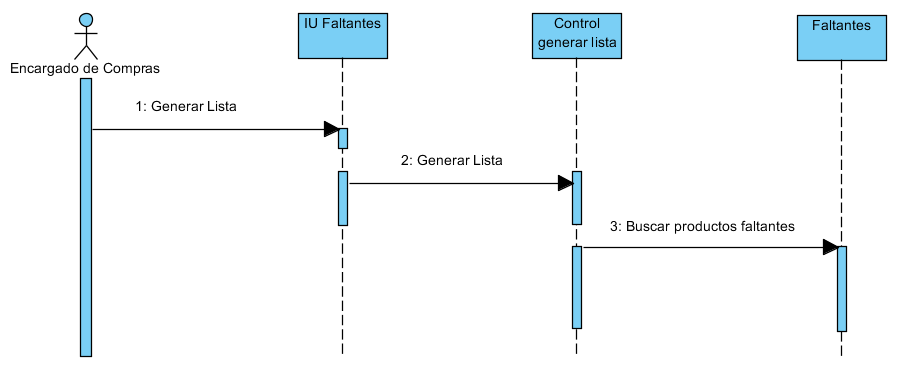 IU Faltantes
Control
generar lista
Faltantes
Encargado de Compras
1: Generar Lista
2: Generar Lista
3: Buscar productos faltantes